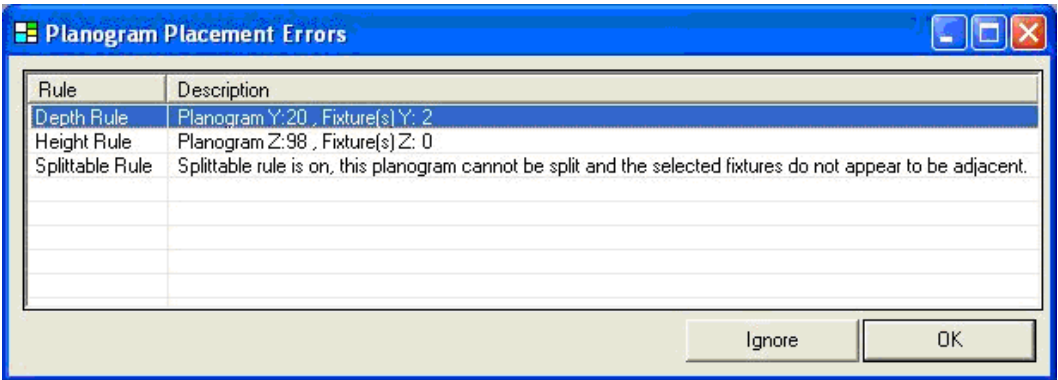 Planogram Placement Errors
Rule Description
Depth Rule Planogram Y:20 , Fixture(s) Y: 2
Height Rule Planogram Z:98 , Fixture(s) Z: 0
Splittable Rule Splittable rule is on, this planogram cannot be split and the selected fixtures do not appear to be adjacent.
Ignore OK